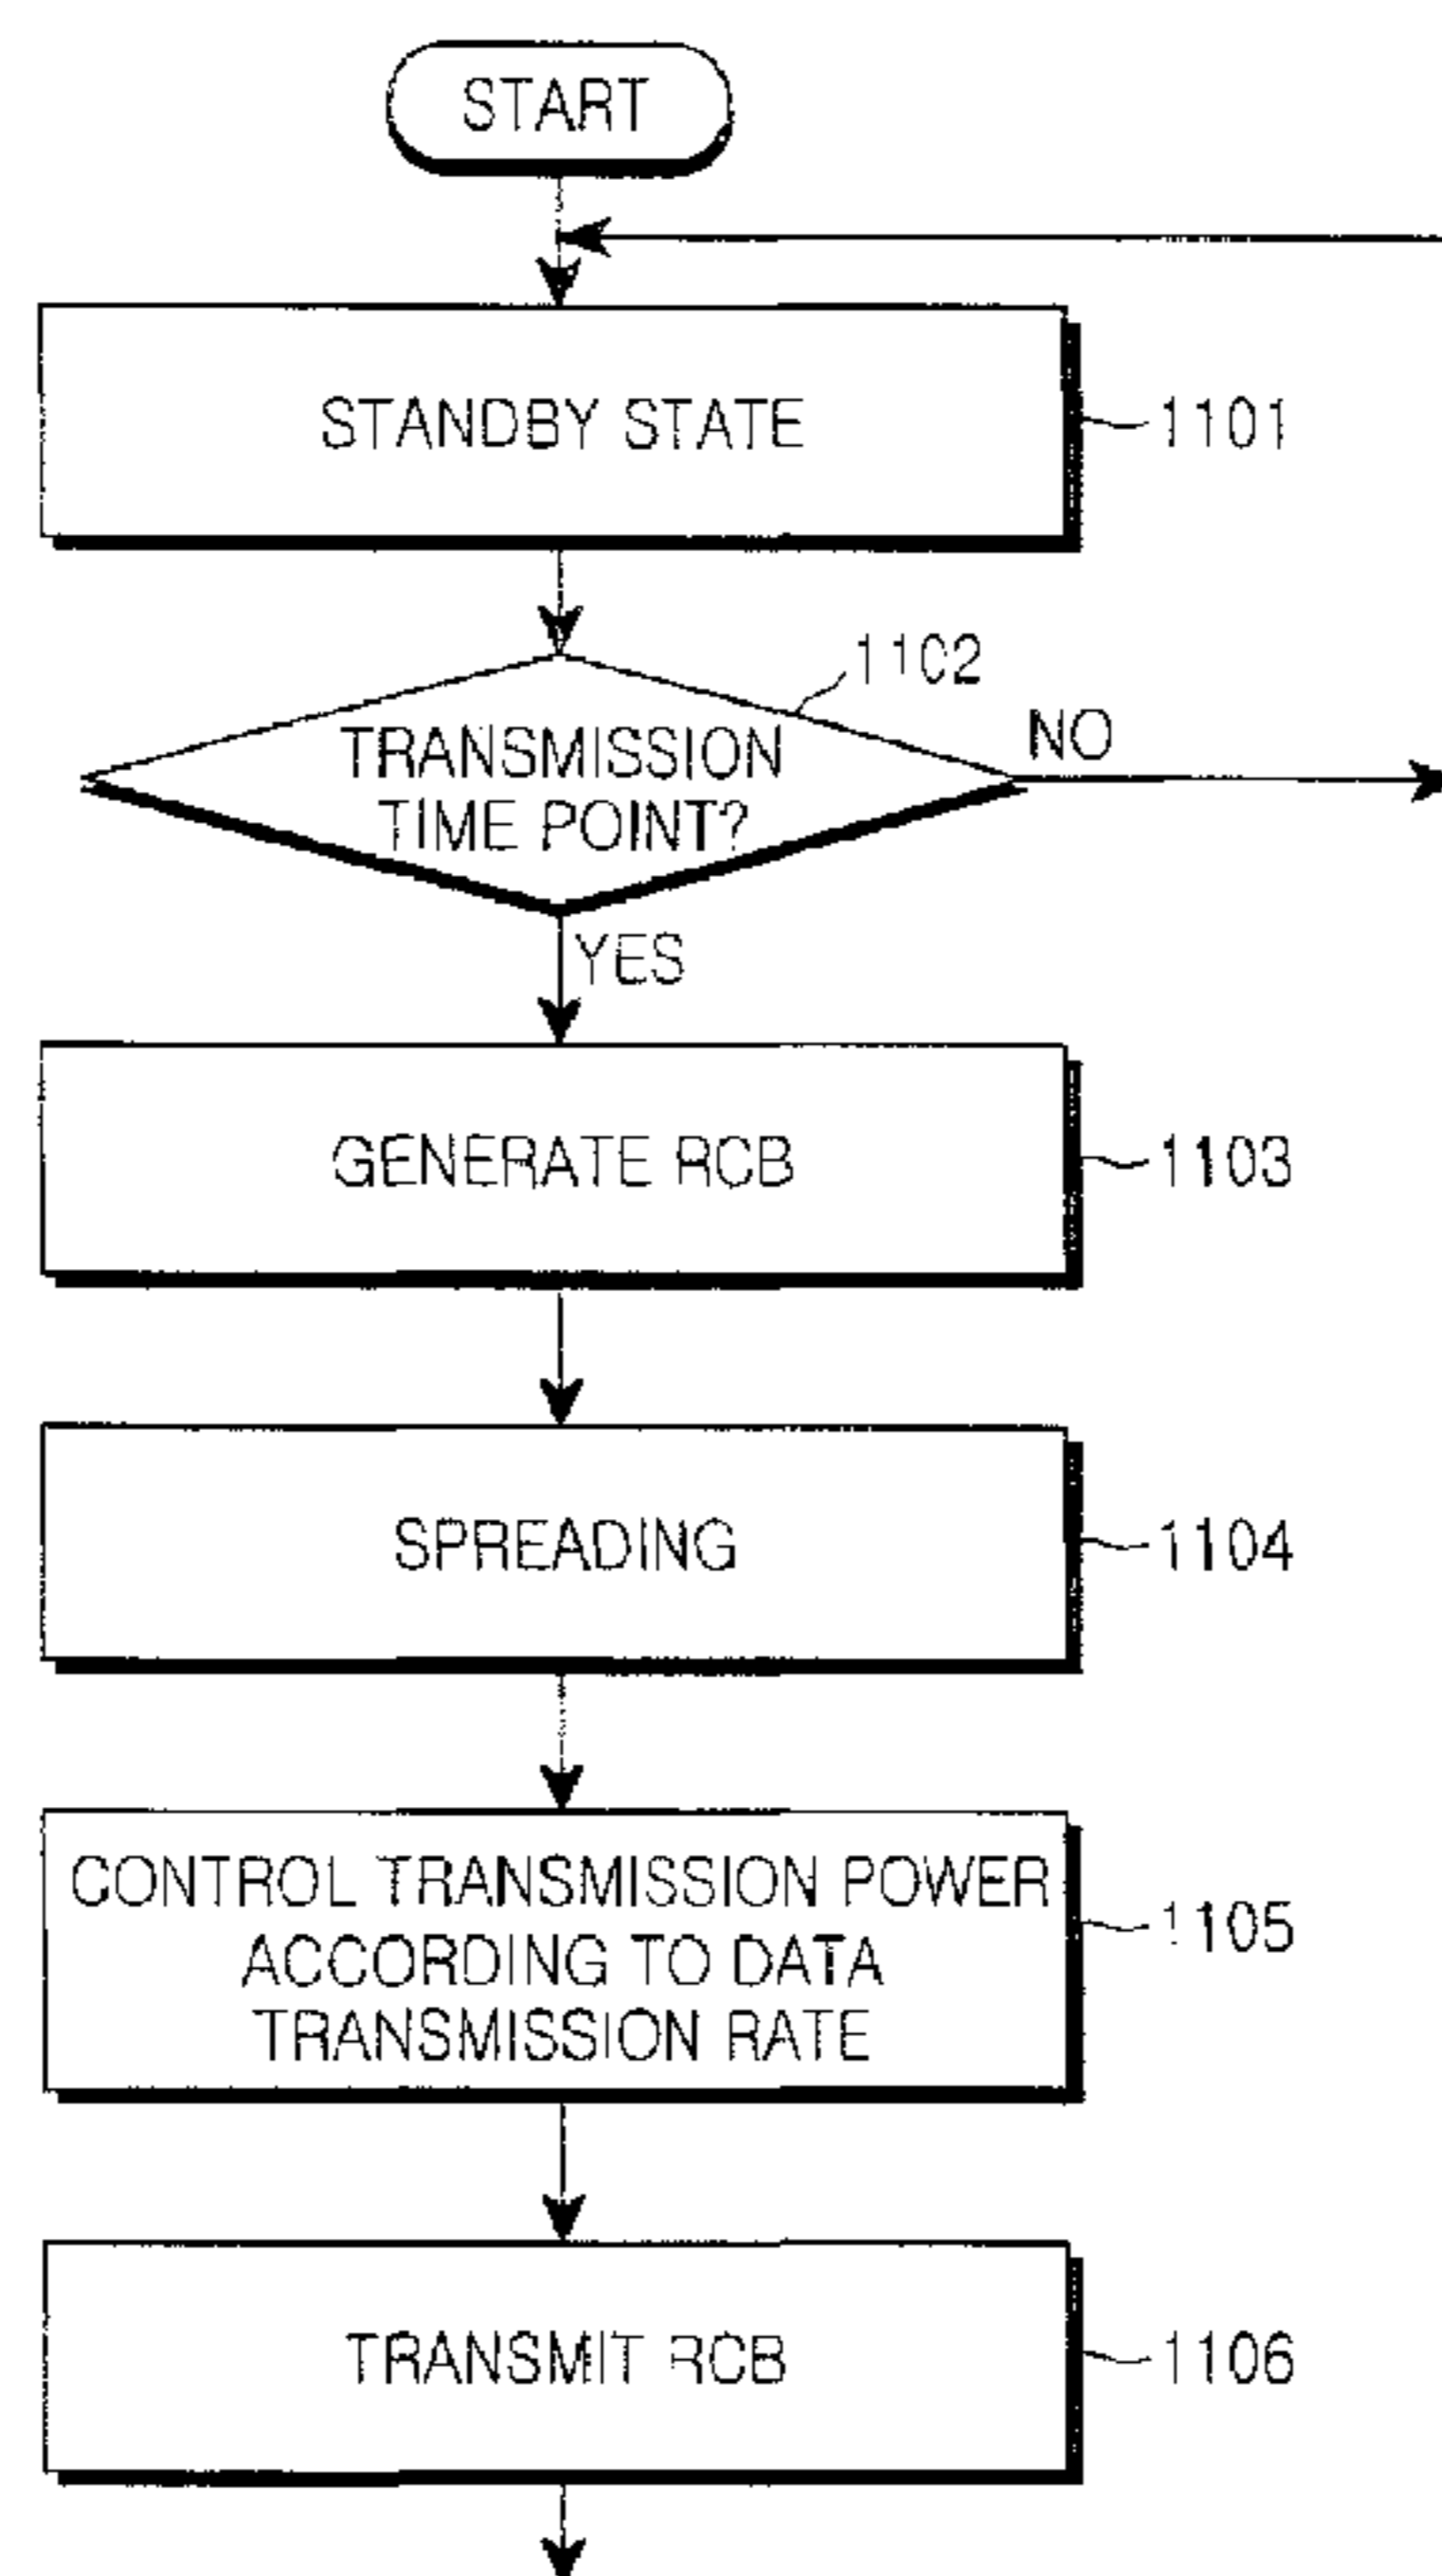 START
STANDBY STATE
1101
1102
TRANSMISSION
TIME POINT?
NO
YES
GENERATE RCB
1103
SPREADING
1104
CONTROL TRANSMISSION POWER
ACCORDING TO DATA
TRANSMISSION RATE
1105
TRANSMIT RCB
1106